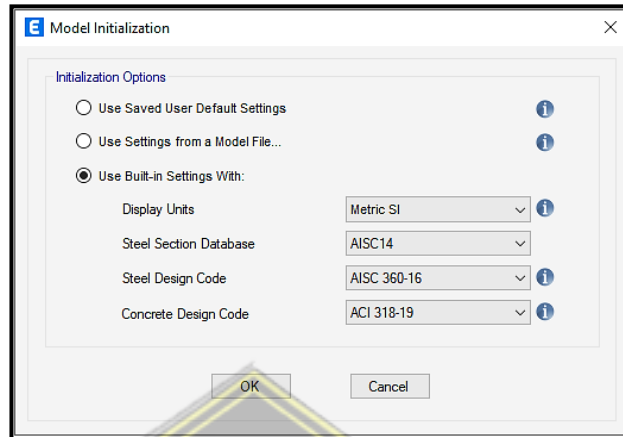 E Model Initialization
Initialization Options
Use Saved User Default Settings
Use Settings from a Model File...
Use Built-in Settings With:
Display Units Metric SI
Steel Section Database AISC14
Steel Design Code AISC 360-16
Concrete Design Code ACI 318-19
OK Cancel